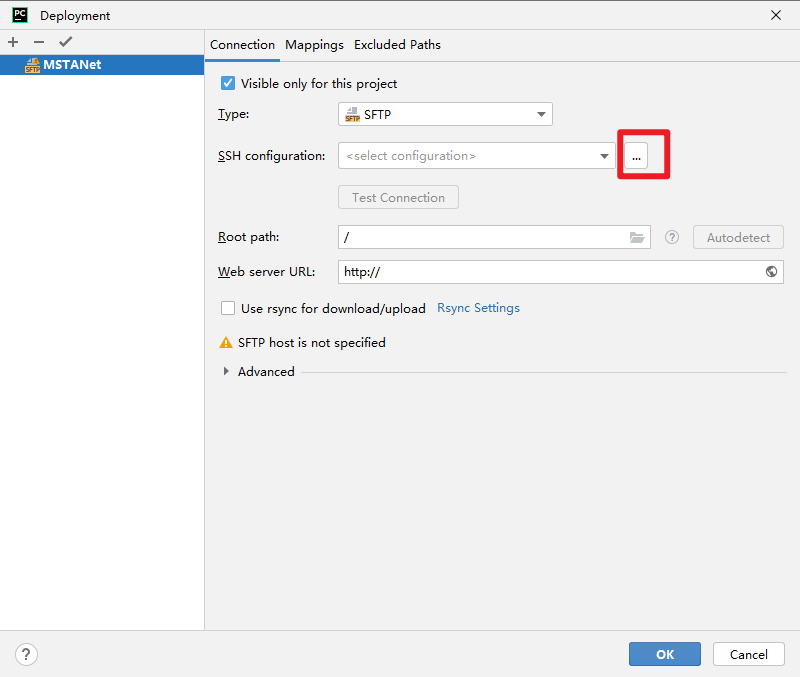 PC Deployment
Connection Mappings Excluded Paths
SFTP MSTANet
Visible only for this project
Type: SFTP SFTP
SSH configuration: <select configuration> ...
Test Connection
Root path: / ? Autodetect
Web server URL: http://
Use rsync for download/upload Rsync Settings
SFTP host is not specified
Advanced
? OK Cancel